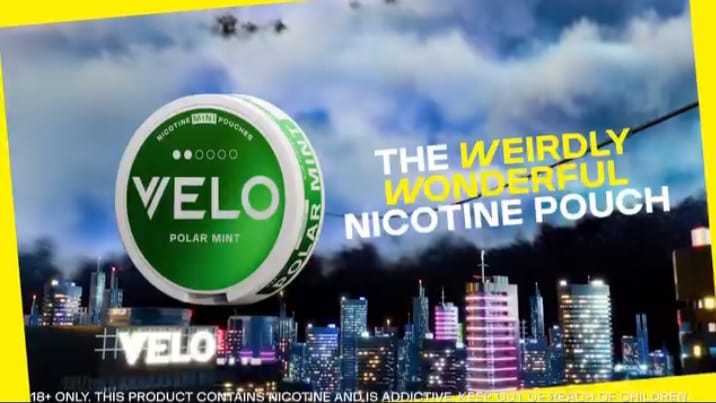 NICOTINE MINI POUCHES
VELO
POLAR MINT
POLAR MINT
THE WEIRDLY
WONDERFUL
NICOTINE POUCH
#VELO
18+ ONLY. THIS PRODUCT CONTAINS NICOTINE AND IS ADDICTIVE. KEEP OUT OF REACH OF CHILDREN